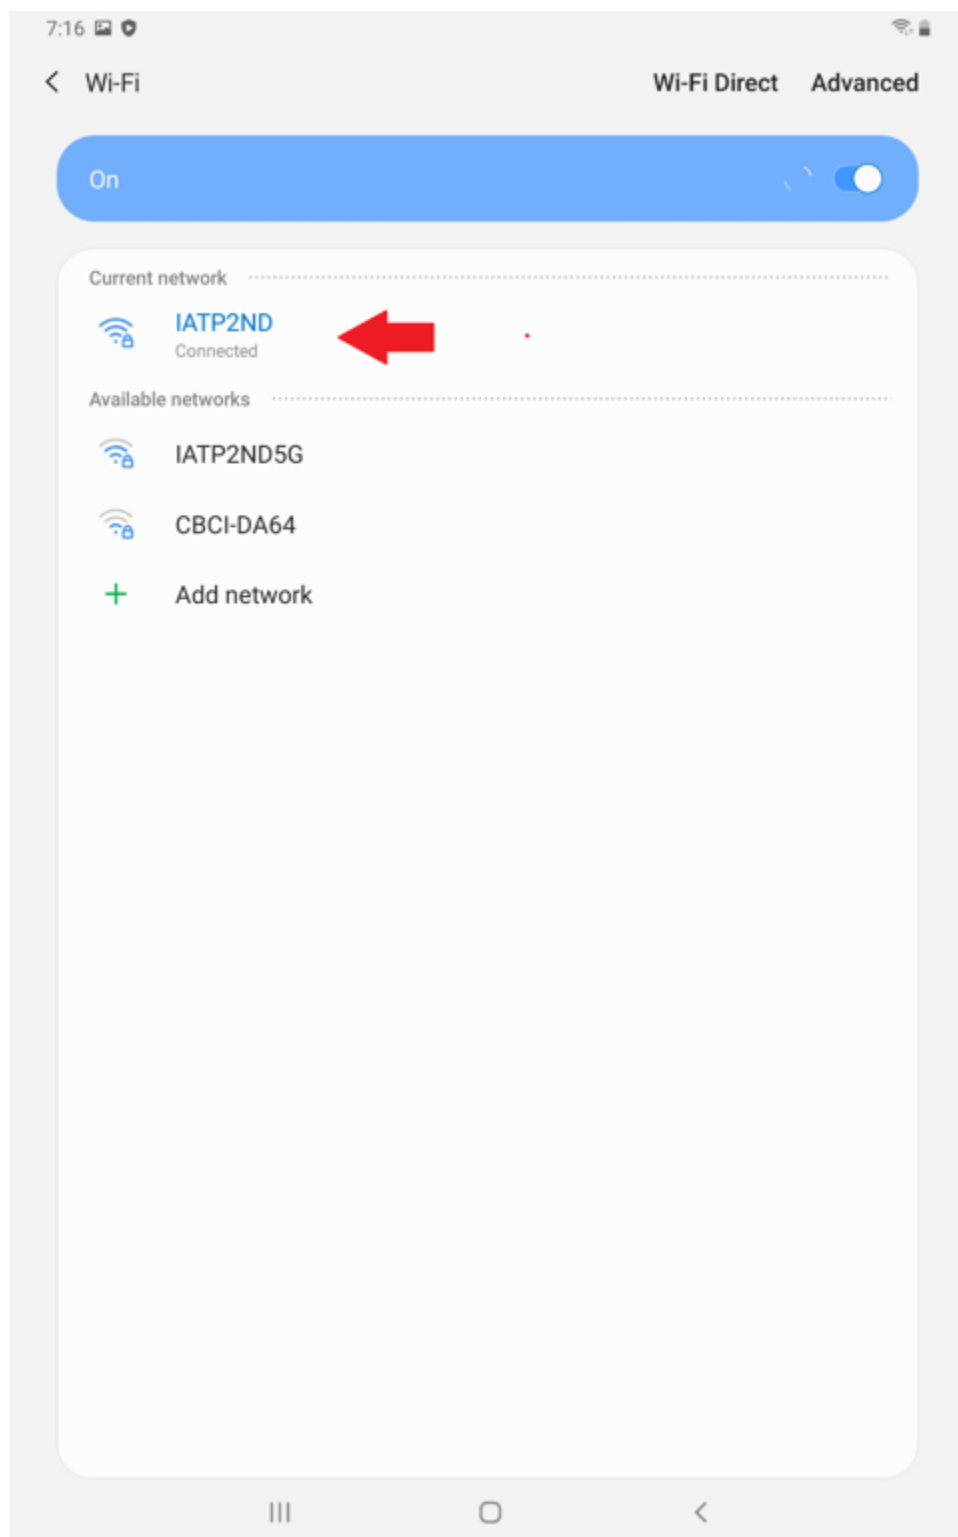 7:16
Wi-Fi Wi-Fi Direct Advanced
On
Current network
IATP2ND
Connected
Available networks
IATP2ND5G
CBCI-DA64
Add network